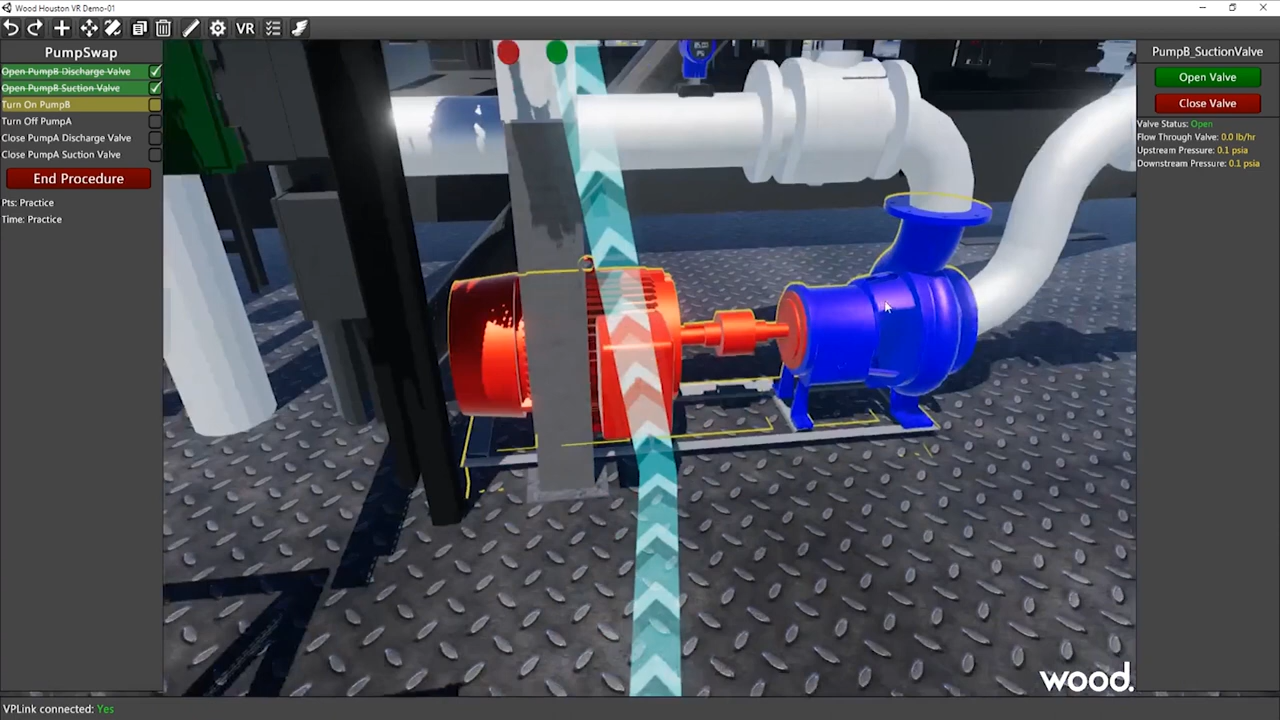 Wood Houston VR Demo-01
VR
PumpSwap
Open PumpB Discharge Valve
Open PumpB Suction Valve
Turn On PumpB
Turn Off PumpA
Close PumpA Discharge Valve
Close PumpA Suction Valve
End Procedure
Pts: Practice
Time: Practice
PumpB_SuctionValve
Open Valve
Close Valve
Valve Status: Open
Flow Through Valve: 0.0 lb/hr
Upstream Pressure: 0.1 psia
Downstream Pressure: 0.1 psia
wood.
VPLink connected: Yes